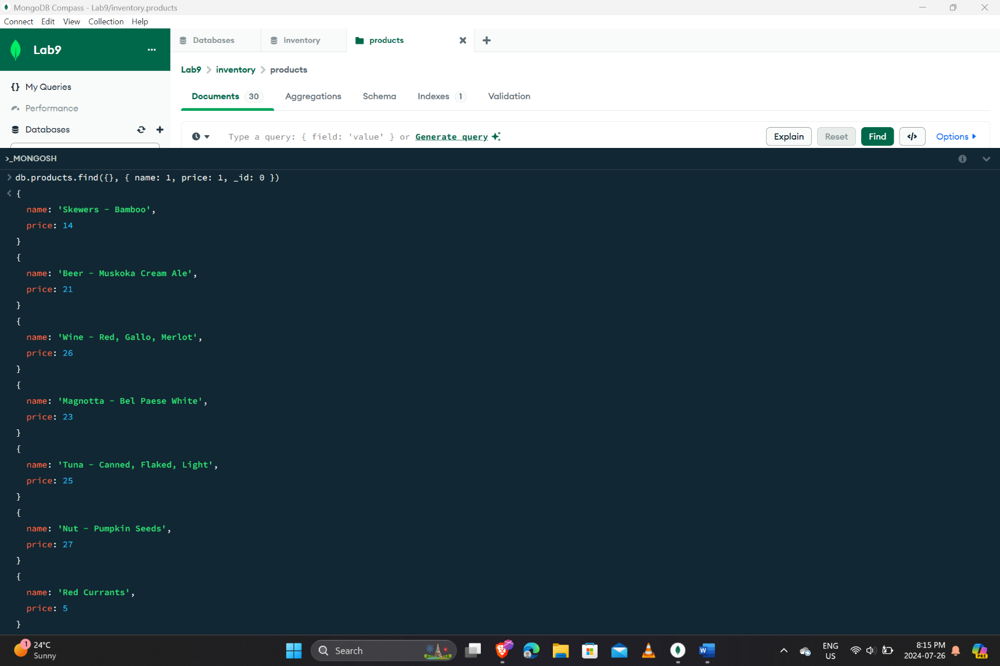 MongoDB Compass - Lab9/inventory.products
Connect Edit View Collection Help
Lab9 ...
Databases inventory products
Lab9 > inventory > products
{} My Queries
Performance
Databases
Documents 30 Aggregations Schema Indexes 1 Validation
Type a query: { field: 'value' } or Generate query
Explain Reset Find </> Options
>_MONGOSH
> db.products.find({}, { name: 1, price: 1, _id: 0 })
< {
name: 'Skewers - Bamboo',
price: 14
}
{
name: 'Beer - Muskoka Cream Ale',
price: 21
}
{
name: 'Wine - Red, Gallo, Merlot',
price: 26
}
{
name: 'Magnotta - Bel Paese White',
price: 23
}
{
name: 'Tuna - Canned, Flaked, Light',
price: 25
}
{
name: 'Nut - Pumpkin Seeds',
price: 27
}
{
name: 'Red Currants',
price: 5
}
1
24°C
Sunny
Search
W
ENG
US
8:15 PM
2024-07-26
PRE